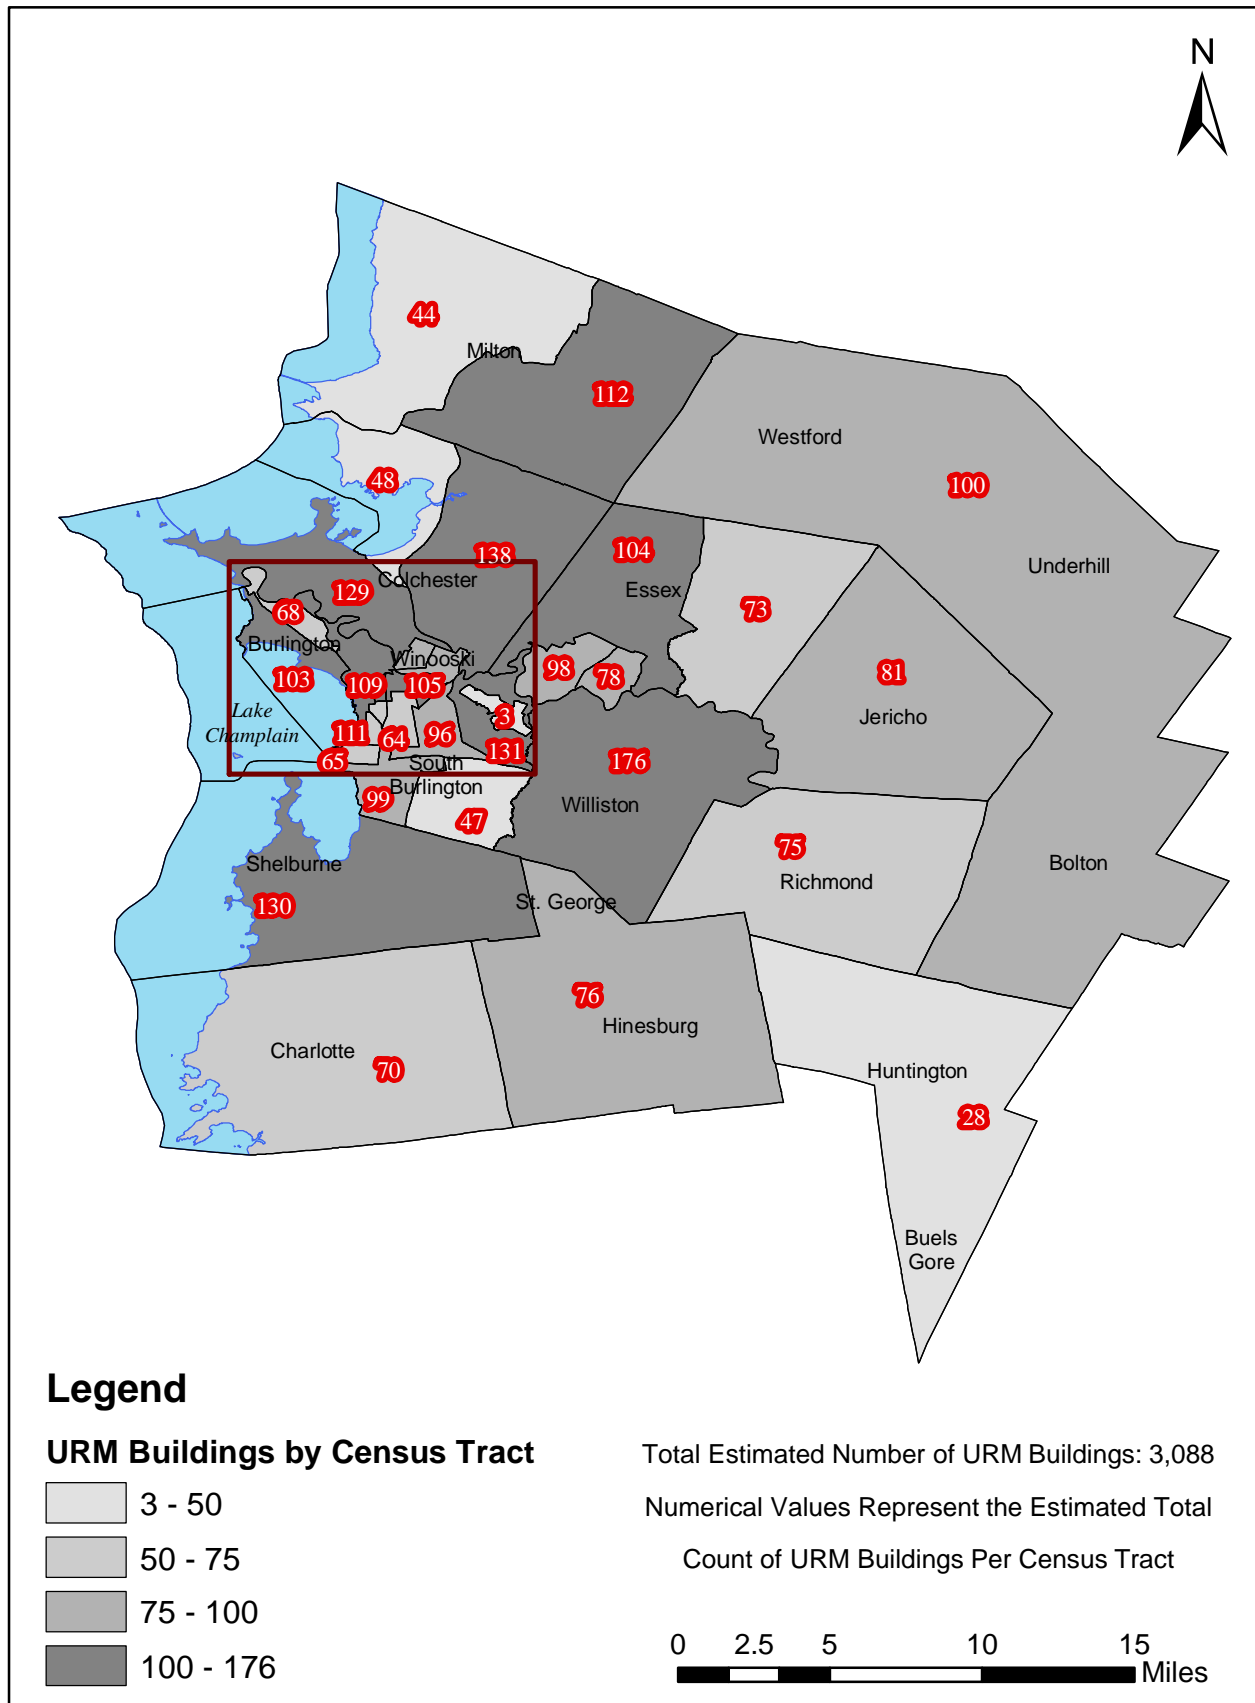 N
44
Milton
112
Westford
48
100
138
104
Underhill
Colchester
129
Essex
73
68
Burlington
Winooski
98
78
81
103
109
105
Jericho
Lake
Champlain
3
111
64
96
131
65
South
Burlington
176
99
47
Williston
75
Shelburne
Richmond
Bolton
130
St. George
76
Hinesburg
Charlotte
70
Huntington
28
Buels
Gore
Legend
URM Buildings by Census Tract
3 - 50
50 - 75
75 - 100
100 - 176
Total Estimated Number of URM Buildings: 3,088
Numerical Values Represent the Estimated Total
Count of URM Buildings Per Census Tract
0 2.5 5 10 15
Miles